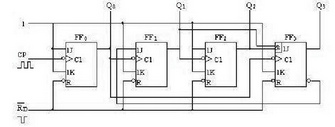 Q₀ Q₁ Q₂ Q₃
FF₀ FF₁ FF₂ FF₃
1
1J 1J 1J 1J
CP C1 C1 C1 C1
1K 1K 1K 1K
R̅D̅ R R R R